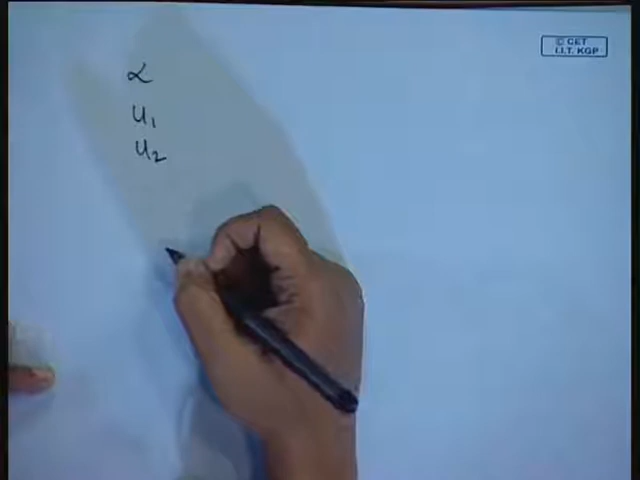 © CET
I.I.T. KGP
α
u₁
u₂